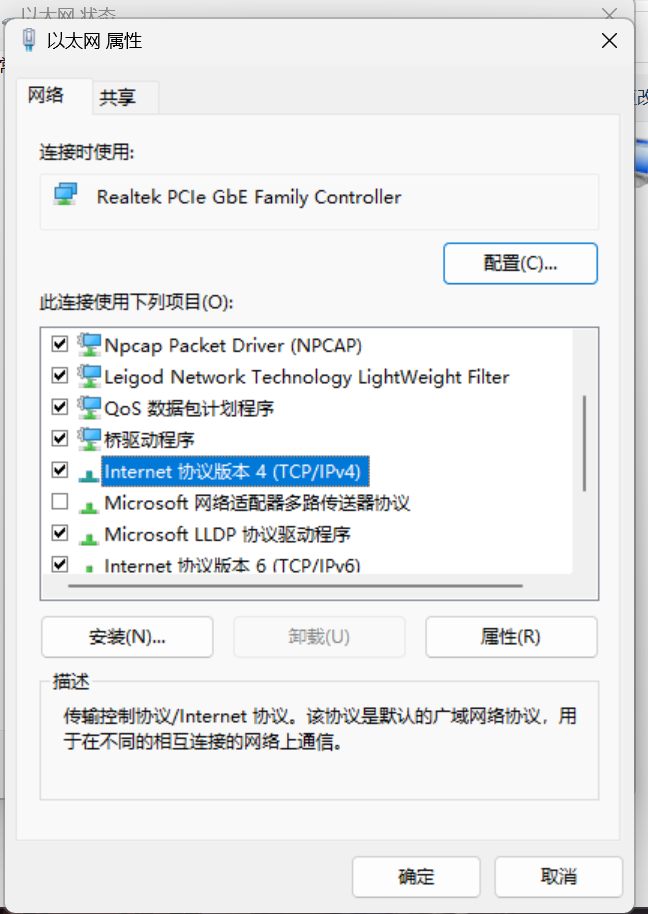 以太网 状态
以太网 属性
网络
共享
连接时使用:
Realtek PCIe GbE Family Controller
配置(C)...
此连接使用下列项目(O):
Npcap Packet Driver (NPCAP)
Leigod Network Technology LightWeight Filter
QoS 数据包计划程序
桥驱动程序
Internet 协议版本 4 (TCP/IPv4)
Microsoft 网络适配器多路传送器协议
Microsoft LLDP 协议驱动程序
Internet 协议版本 6 (TCP/IPv6)
安装(N)...
卸载(U)
属性(R)
描述
传输控制协议/Internet 协议。该协议是默认的广域网络协议，用
于在不同的相互连接的网络上通信。
确定
取消